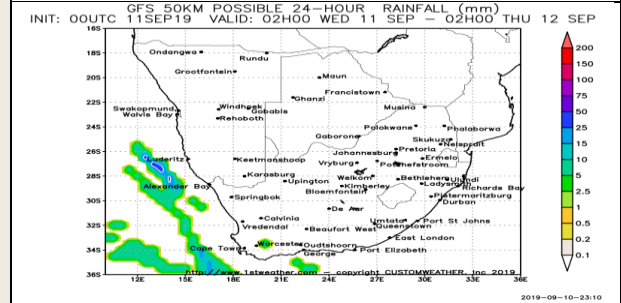 GFS 50KM POSSIBLE 24-HOUR RAINFALL (mm)
INIT: 00UTC 11SEP19 VALID: 02H00 WED 11 SEP – 02H00 THU 12 SEP
16S
Ondangwa
Rundu
200
Grootfontein
150
20S
Maun
100
Francistown
75
22S
Ghanzi
Musina
50
Swakopmund
Windhoek
Gobabis
Walvis Bay
24S
Rehoboth
Polokwane
Phalaborwa
25
Gaborone
Skukuza
15
26S
Johannesburg
Pretoria
Nelspruit
Luderitz
Keetmanshoop
Vryburg
Potchefstroom
Ermelo
10
28S
Karasburg
Welkom
Bethlehem
Ulundi
5
Alexander Bay
Upington
Kimberley
Ladysmith
Richards Bay
2.5
30S
Springbok
Bloemfontein
Pietermaritzburg
Durban
1
De Aar
Calvinia
Umtata
Port St Johns
0.5
32S
Vredendal
Beaufort West
Queenstown
East London
0.2
34S
Cape Town
Worcester
Oudtshoorn
George
Port Elizabeth
0.1
36S
http://www.1stweather.com – copyright CUSTOMWEATHER, Inc 2019
12E 15E 18E 21E 24E 27E 30E 33E
2019-09-10-23:10